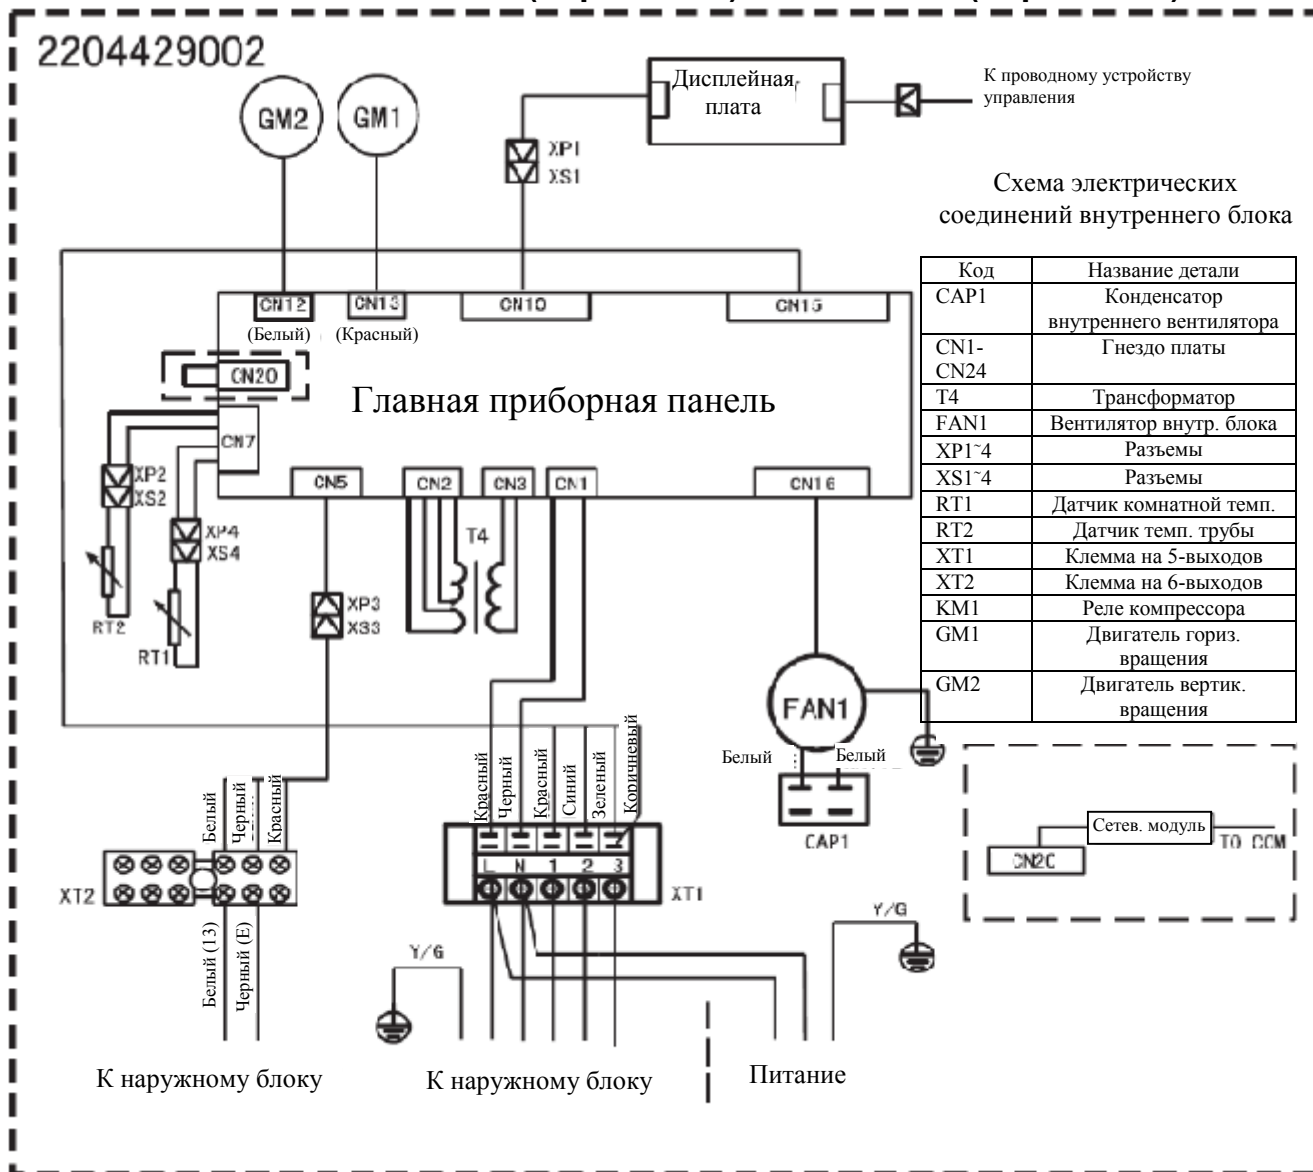 2204429002
GM2
GM1
Дисплейная
плата
К проводному устройству
управления
XP1
XS1
Схема электрических
соединений внутреннего блока
Код Название детали
CAP1 Конденсатор
внутреннего вентилятора
CN1-
CN24
Гнездо платы
T4 Трансформатор
FAN1 Вентилятор внутр. блока
XP1~4 Разъемы
XS1~4 Разъемы
RT1 Датчик комнатной темп.
RT2 Датчик темп. трубы
XT1 Клемма на 5-выходов
XT2 Клемма на 6-выходов
KM1 Реле компрессора
GM1 Двигатель гориз.
вращения
GM2 Двигатель вертик.
вращения
CN12
CN13
CN10
CN15
(Белый)
(Красный)
CN20
Главная приборная панель
CN7
CN5
CN2
CN3
CN1
CN16
XP2
XS2
XP4
XS4
T4
XP3
XS3
RT2
RT1
FAN1
Белый
Белый
CAP1
Белый
Черный
Красный
Красный
Черный
Красный
Синий
Зеленый
Коричневый
L N 1 2 3
XT1
XT2
Сетев. модуль
TO CCM
CN20
Белый (13)
Черный (E)
Y/G
Y/G
К наружному блоку
К наружному блоку
Питание